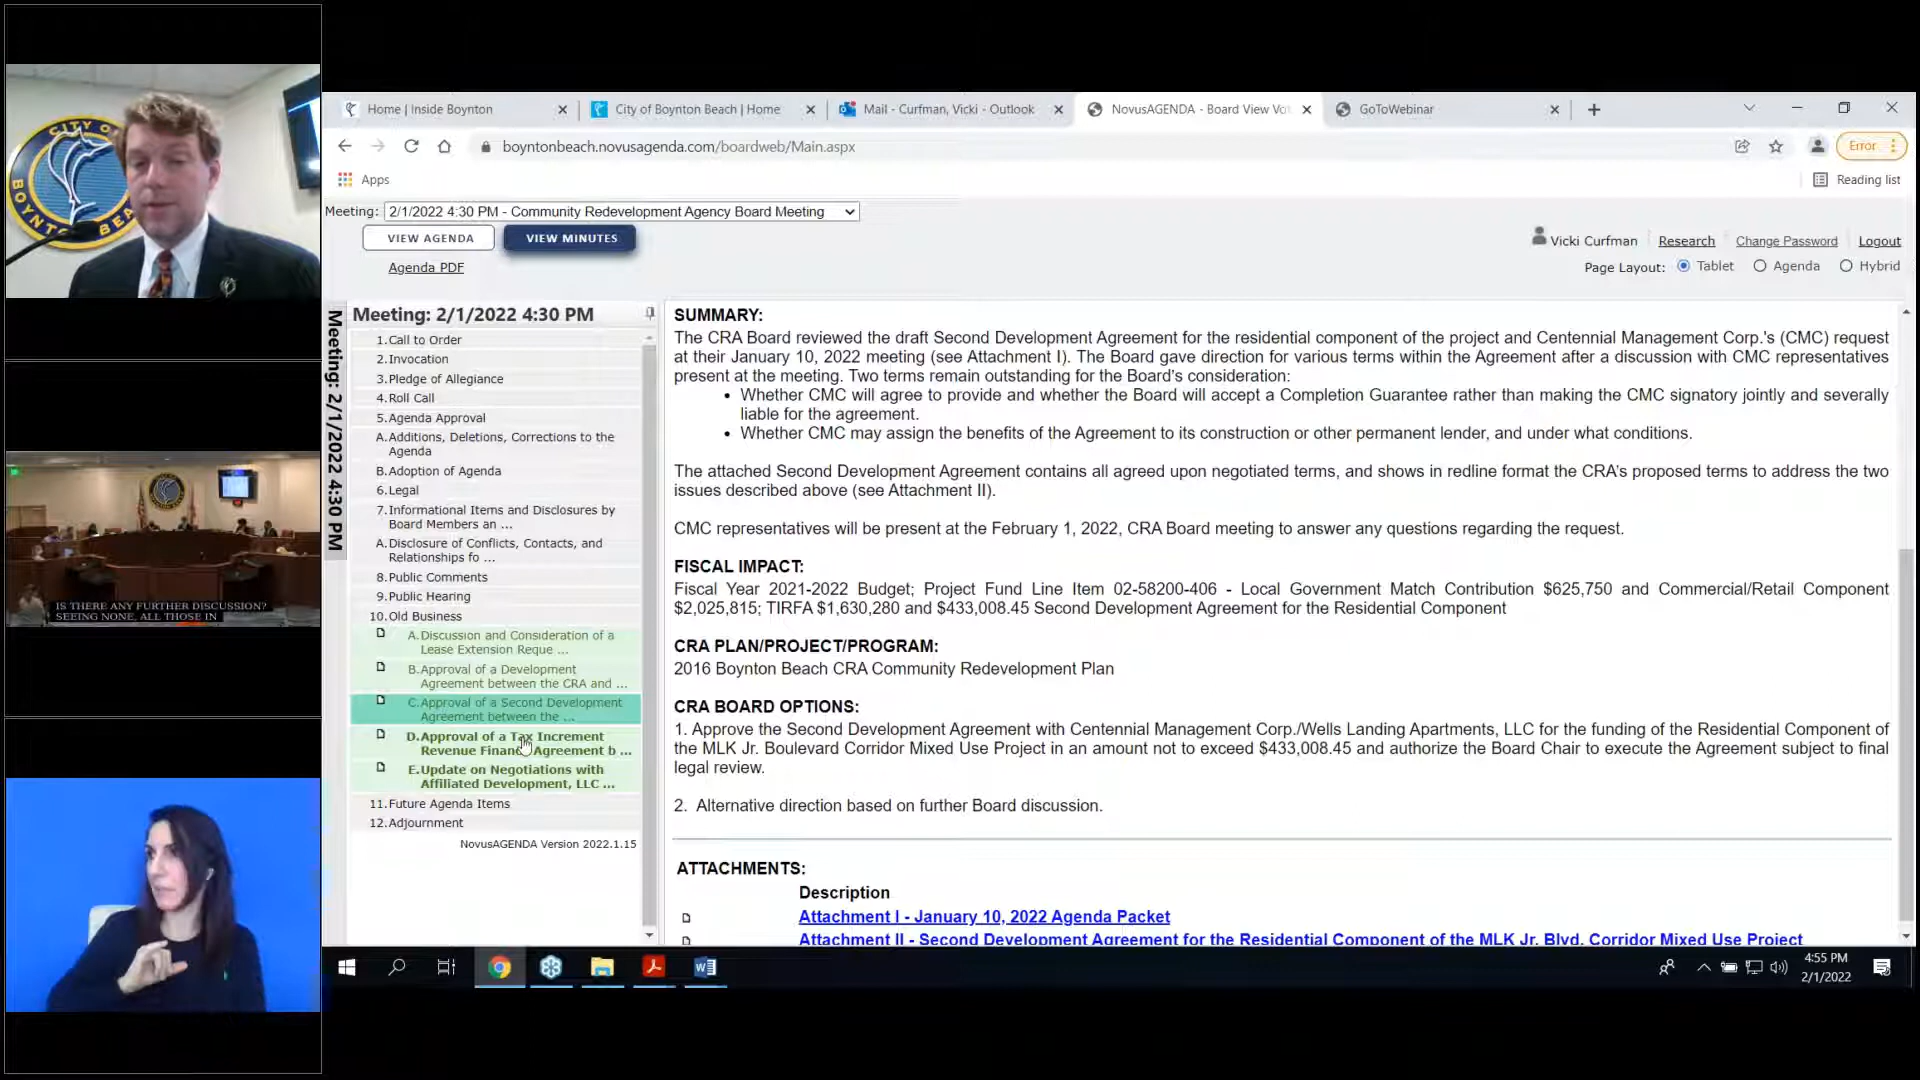 CITY OF
BOYNTON BEA
IS THERE ANY FURTHER DISCUSSION?
SEEING NONE, ALL THOSE IN
Home | Inside Boynton
City of Boynton Beach | Home
Mail - Curfman, Vicki - Outlook
NovusAGENDA - Board View Vot
GoToWebinar
boyntonbeach.novusagenda.com/boardweb/Main.aspx
Error
Apps
Reading list
Meeting: 2/1/2022 4:30 PM - Community Redevelopment Agency Board Meeting
VIEW AGENDA
VIEW MINUTES
Agenda PDF
Vicki Curfman
Research
Change Password
Logout
Page Layout: Tablet Agenda Hybrid
Meeting: 2/1/2022 4:30 PM
Meeting: 2/1/2022 4:30 PM
1.Call to Order
2.Invocation
3.Pledge of Allegiance
4.Roll Call
5.Agenda Approval
A.Additions, Deletions, Corrections to the
Agenda
B.Adoption of Agenda
6.Legal
7.Informational Items and Disclosures by
Board Members an ...
A.Disclosure of Conflicts, Contacts, and
Relationships fo ...
8.Public Comments
9.Public Hearing
10.Old Business
A.Discussion and Consideration of a
Lease Extension Reque ...
B.Approval of a Development
Agreement between the CRA and ...
C.Approval of a Second Development
Agreement between the ...
D.Approval of a Tax Increment
Revenue Finan Agreement b ...
E.Update on Negotiations with
Affiliated Development, LLC ...
11.Future Agenda Items
12.Adjournment
NovusAGENDA Version 2022.1.15
SUMMARY:
The CRA Board reviewed the draft Second Development Agreement for the residential component of the project and Centennial Management Corp.'s (CMC) request
at their January 10, 2022 meeting (see Attachment I). The Board gave direction for various terms within the Agreement after a discussion with CMC representatives
present at the meeting. Two terms remain outstanding for the Board's consideration:
• Whether CMC will agree to provide and whether the Board will accept a Completion Guarantee rather than making the CMC signatory jointly and severally
liable for the agreement.
• Whether CMC may assign the benefits of the Agreement to its construction or other permanent lender, and under what conditions.
The attached Second Development Agreement contains all agreed upon negotiated terms, and shows in redline format the CRA's proposed terms to address the two
issues described above (see Attachment II).
CMC representatives will be present at the February 1, 2022, CRA Board meeting to answer any questions regarding the request.
FISCAL IMPACT:
Fiscal Year 2021-2022 Budget; Project Fund Line Item 02-58200-406 - Local Government Match Contribution $625,750 and Commercial/Retail Component
$2,025,815; TIRFA $1,630,280 and $433,008.45 Second Development Agreement for the Residential Component
CRA PLAN/PROJECT/PROGRAM:
2016 Boynton Beach CRA Community Redevelopment Plan
CRA BOARD OPTIONS:
1. Approve the Second Development Agreement with Centennial Management Corp./Wells Landing Apartments, LLC for the funding of the Residential Component of
the MLK Jr. Boulevard Corridor Mixed Use Project in an amount not to exceed $433,008.45 and authorize the Board Chair to execute the Agreement subject to final
legal review.
2. Alternative direction based on further Board discussion.
ATTACHMENTS:
Description
Attachment I - January 10, 2022 Agenda Packet
Attachment II - Second Development Agreement for the Residential Component of the MLK Jr. Blvd. Corridor Mixed Use Project
4:55 PM
2/1/2022